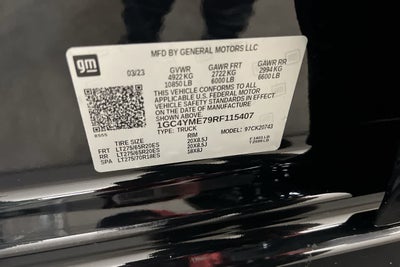 gm
MFD BY GENERAL MOTORS LLC
03/23
GVWR GAWR FRT GAWR RR
4922 KG 2722 KG 2994 KG
10850 LB 6000 LB 6600 LB
THIS VEHICLE CONFORMS TO ALL
APPLICABLE U.S. FEDERAL MOTOR
VEHICLE SAFETY STANDARDS IN EFFECT
ON THE DATE OF MANUFACTURE
SHOWN ABOVE.
1GC4YME79RF115407
TYPE: TRUCK MODEL: 97CK20743
TIRE SIZE RIM
FRT LT275/65R20ES 20X8.5J
RR LT275/65R20ES 20X8.5J
SP LT275/70R18ES 18X8J